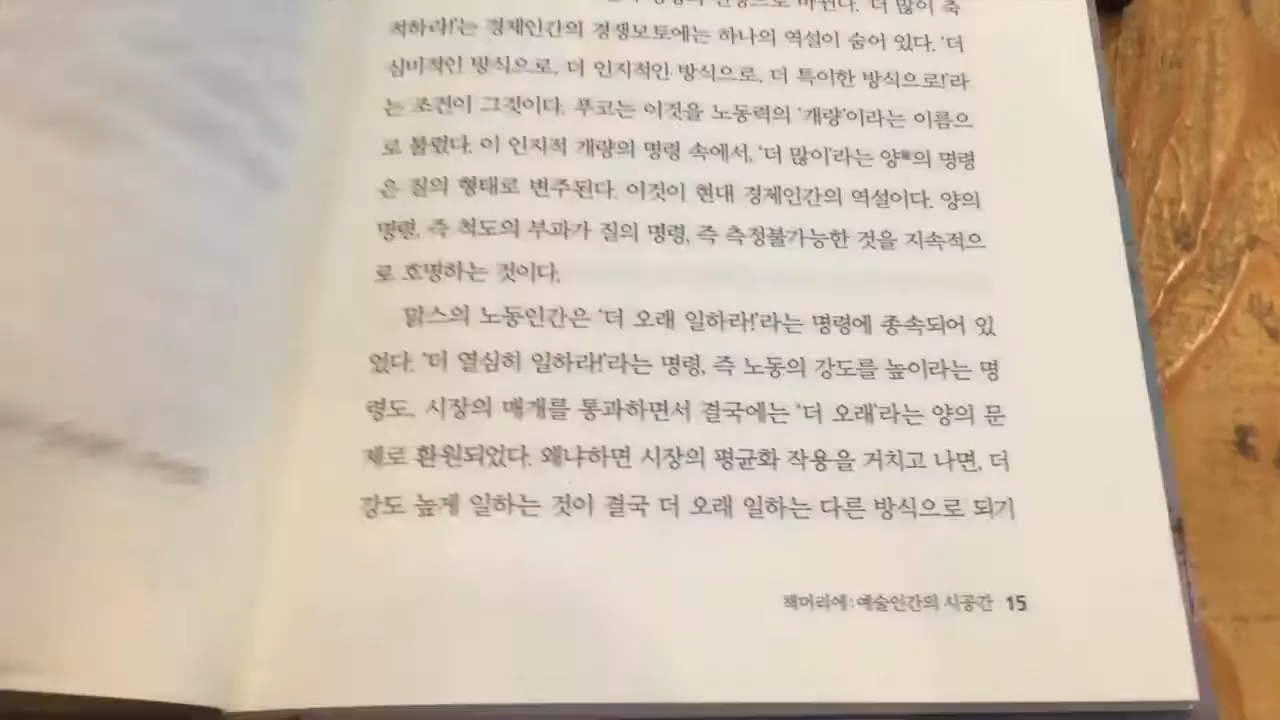 바뀐다. '더 많이 축
적하라!'는 경제인간의 경쟁모토에는 하나의 역설이 숨어 있다. '더
심미적인 방식으로, 더 인지적인 방식으로, 더 특이한 방식으로!'라
는 조건이 그것이다. 푸코는 이것을 노동력의 '개량'이라는 이름으
로 불렀다. 이 인지적 개량의 명령 속에서, '더 많이'라는 양量의 명령
은 질의 형태로 변주된다. 이것이 현대 경제인간의 역설이다. 양의
명령, 즉 척도의 부과가 질의 명령, 즉 측정불가능한 것을 지속적으
로 호명하는 것이다.
맑스의 노동인간은 '더 오래 일하라!'라는 명령에 종속되어 있
었다. '더 열심히 일하라!'라는 명령, 즉 노동의 강도를 높이라는 명
령도, 시장의 매개를 통과하면서 결국에는 '더 오래'라는 양의 문
제로 환원되었다. 왜냐하면 시장의 평균화 작용을 거치고 나면, 더
강도 높게 일하는 것이 결국 더 오래 일하는 다른 방식으로 되기
책머리에:예술인간의 시공간 15